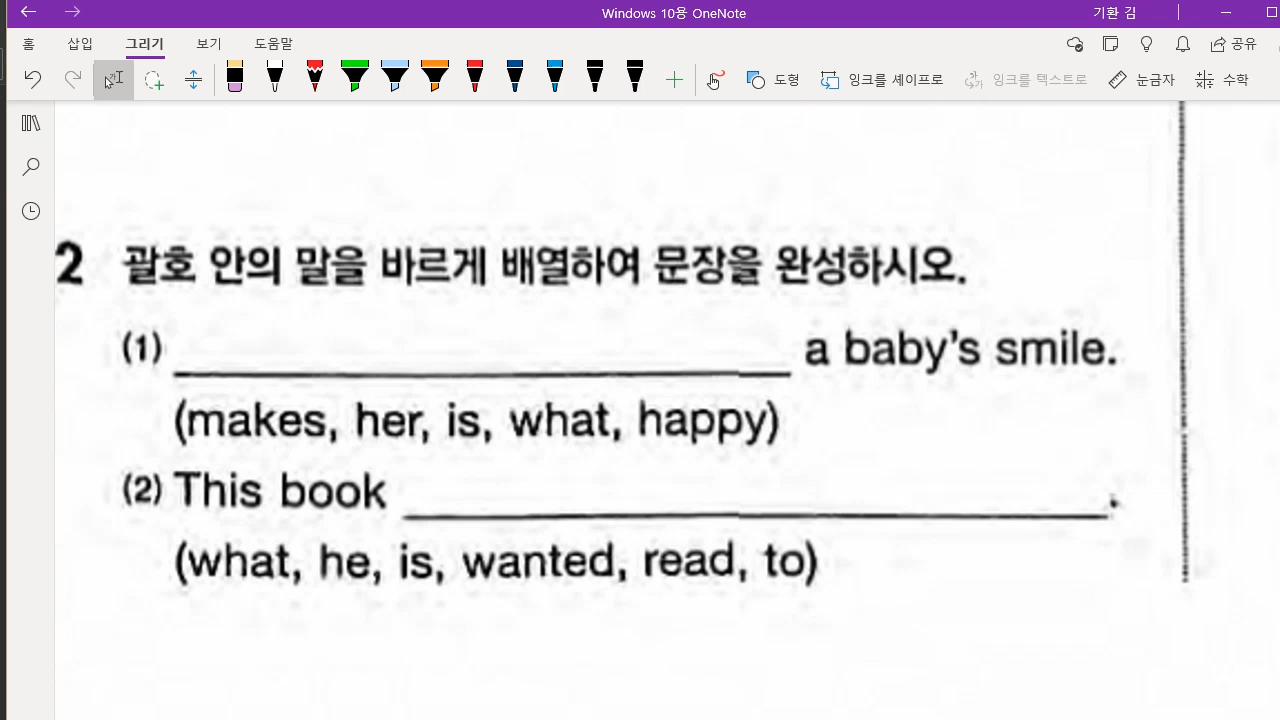 Windows 10용 OneNote
기환 김
홈 삽입 그리기 보기 도움말
공유
도형 잉크를 셰이프로 잉크를 텍스트로 눈금자 수학
2 괄호 안의 말을 바르게 배열하여 문장을 완성하시오.
(1) ______________________ a baby's smile.
(makes, her, is, what, happy)
(2) This book ______________________.
(what, he, is, wanted, read, to)